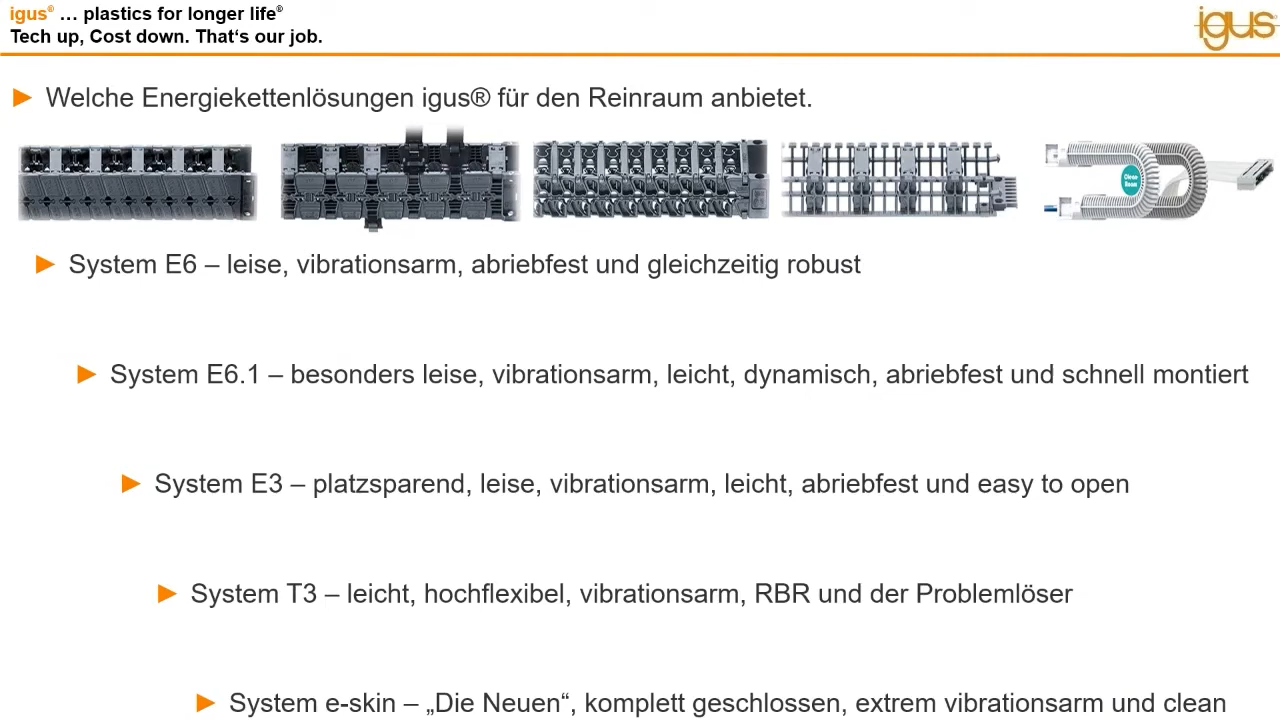 igus® … plastics for longer life®
igus®
Tech up, Cost down. That‘s our job.
► Welche Energiekettenlösungen igus® für den Reinraum anbietet.
Clean-
Room
► System E6 – leise, vibrationsarm, abriebfest und gleichzeitig robust
► System E6.1 – besonders leise, vibrationsarm, leicht, dynamisch, abriebfest und schnell montiert
► System E3 – platzsparend, leise, vibrationsarm, leicht, abriebfest und easy to open
► System T3 – leicht, hochflexibel, vibrationsarm, RBR und der Problemlöser
► System e-skin – „Die Neuen“, komplett geschlossen, extrem vibrationsarm und clean